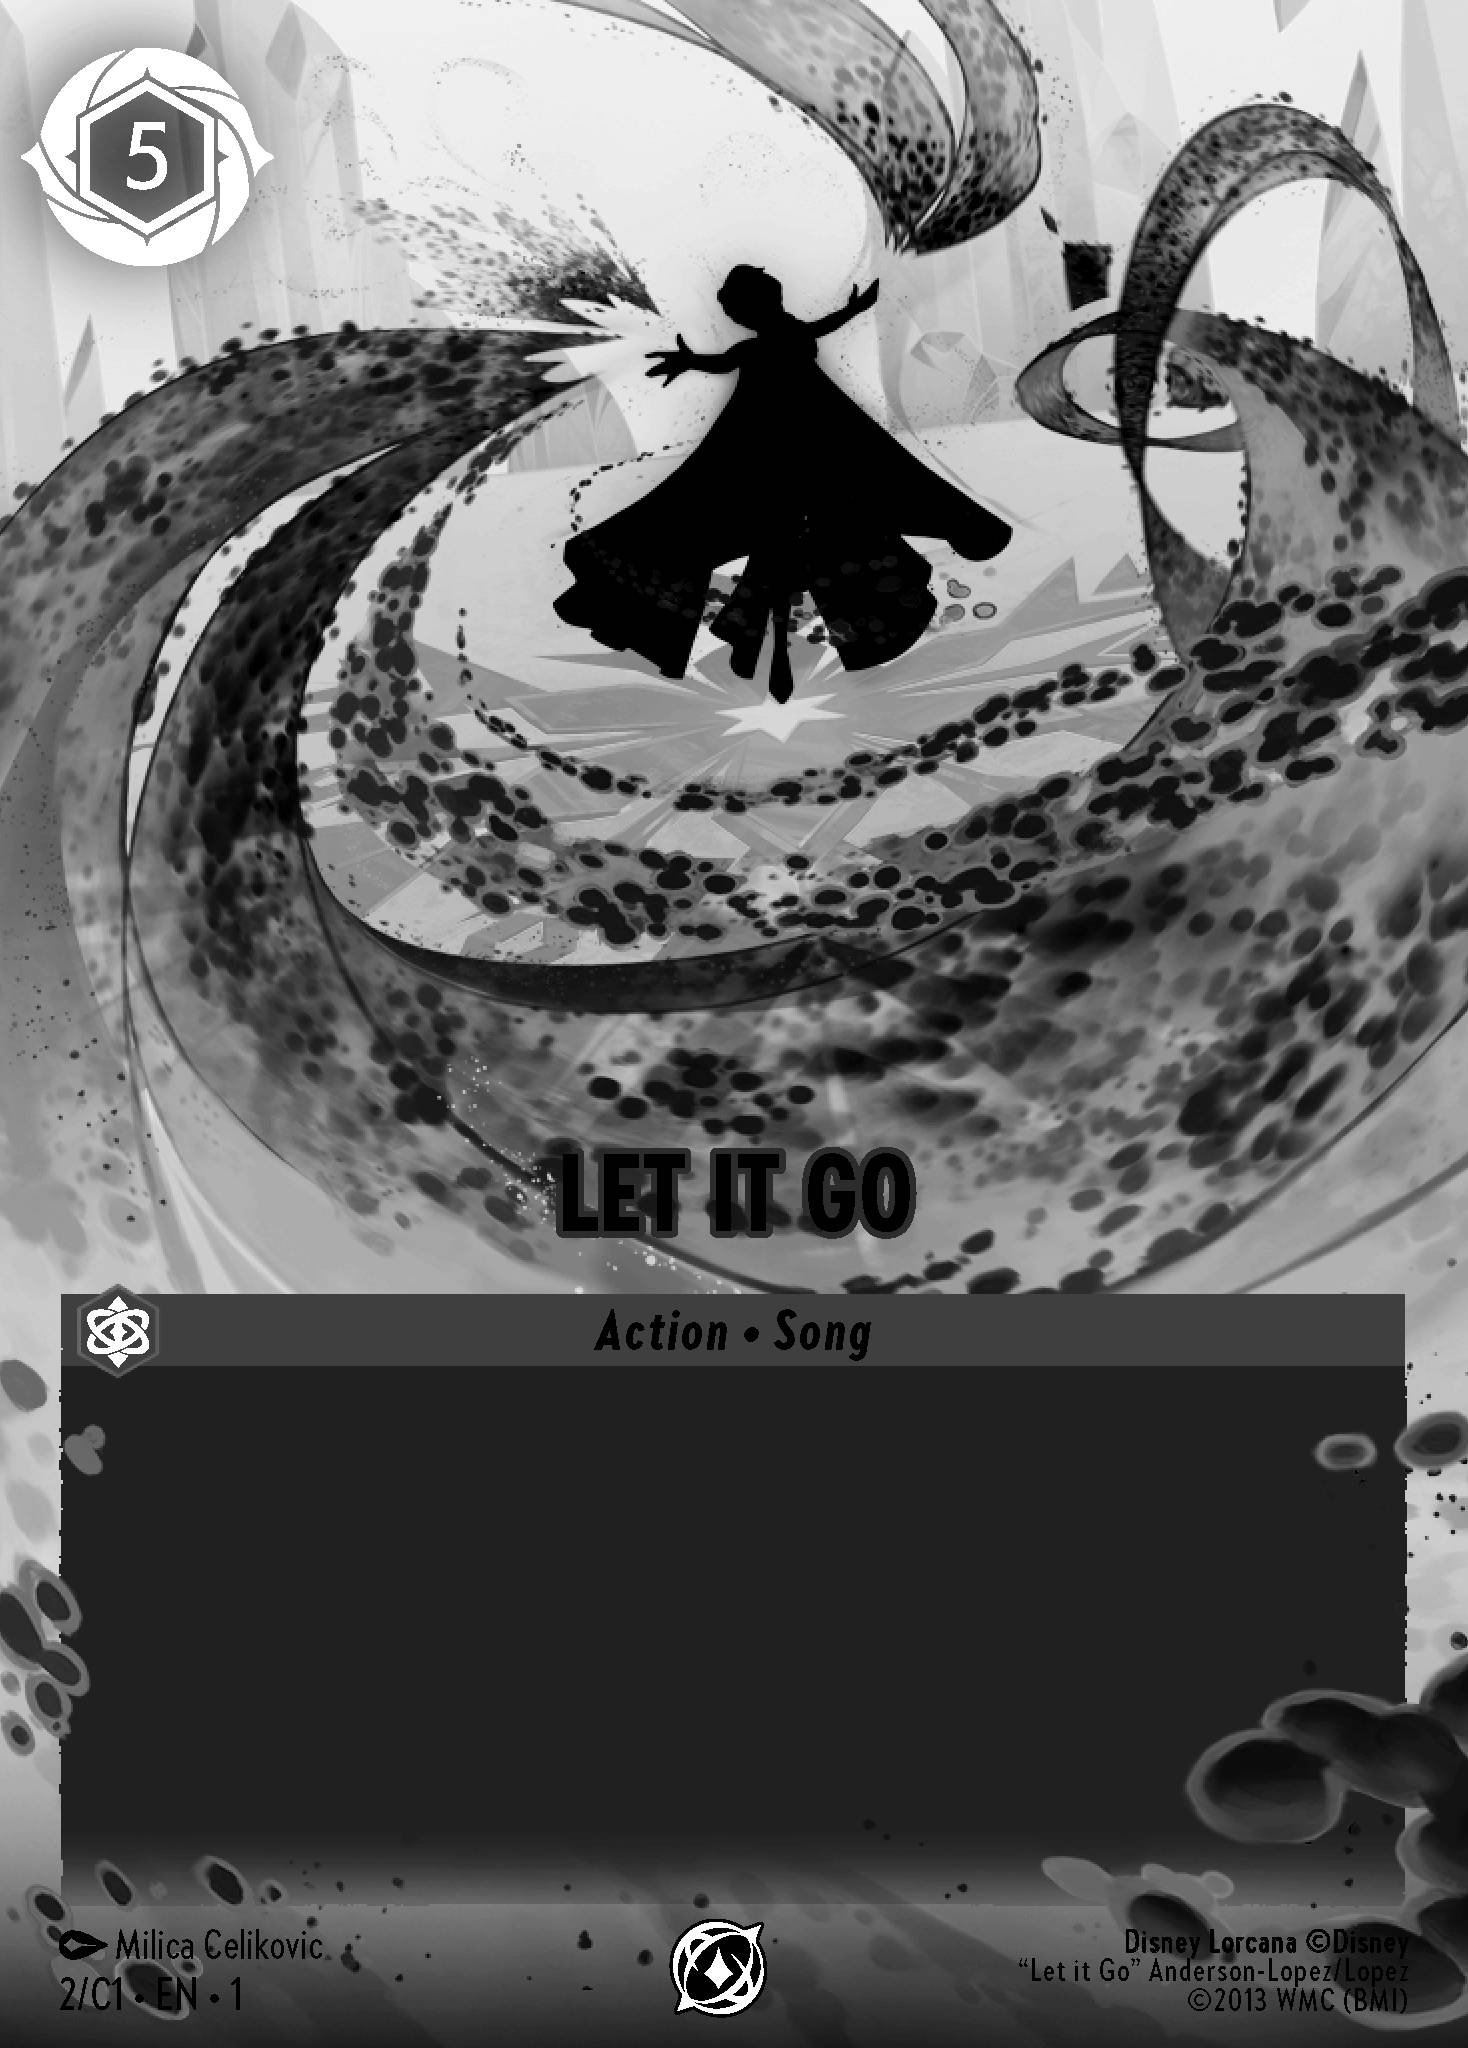 5
LET IT GO
Action • Song
Milica Celikovic
2/C1 • EN • 1
Disney Lorcana ©Disney
“Let it Go” Anderson-Lopez/Lopez
©2013 WMC (BMI)